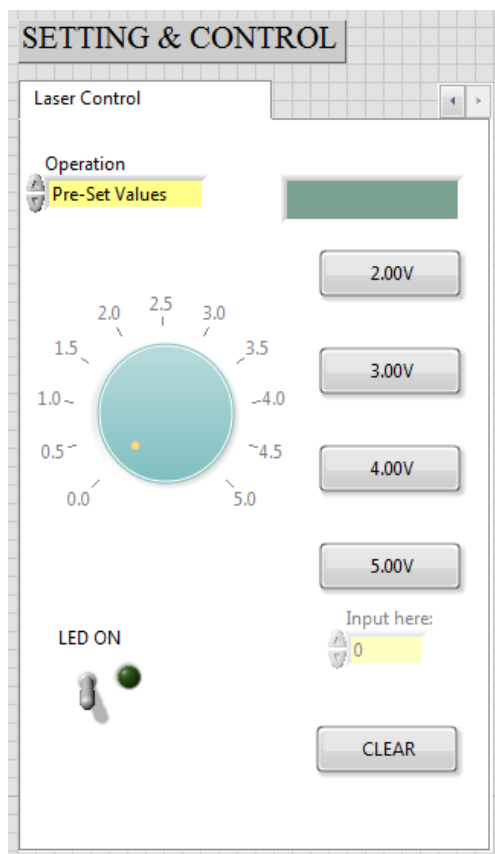 SETTING & CONTROL
Laser Control
Operation
Pre-Set Values
2.00V
2.5
2.0
3.0
1.5
3.5
3.00V
1.0
4.0
0.5
4.5
4.00V
0.0
5.0
5.00V
Input here:
LED ON
0
CLEAR